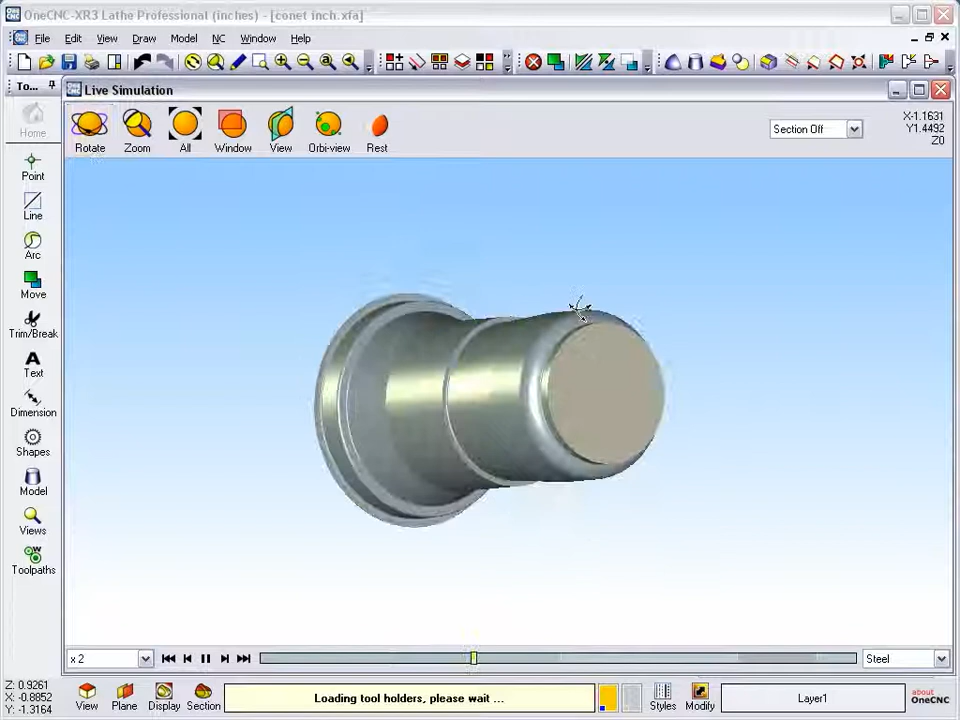 OneCNC-XR3 Lathe Professional (inches) - [conet inch.xfa]
File Edit View Draw Model NC Window Help
To...
Live Simulation
Home
Rotate Zoom All Window View Orbi-view Rest
Section Off
X-1.1631
Y1.4492
Z0
Point
Line
Arc
Move
Trim/Break
Text
Dimension
Shapes
Model
Views
Toolpaths
x 2
Steel
Z: 0.9261
X: -0.8852
Y: -1.3164
View Plane Display Section
Loading tool holders, please wait ...
Styles Modify
Layer1
about
OneCNC